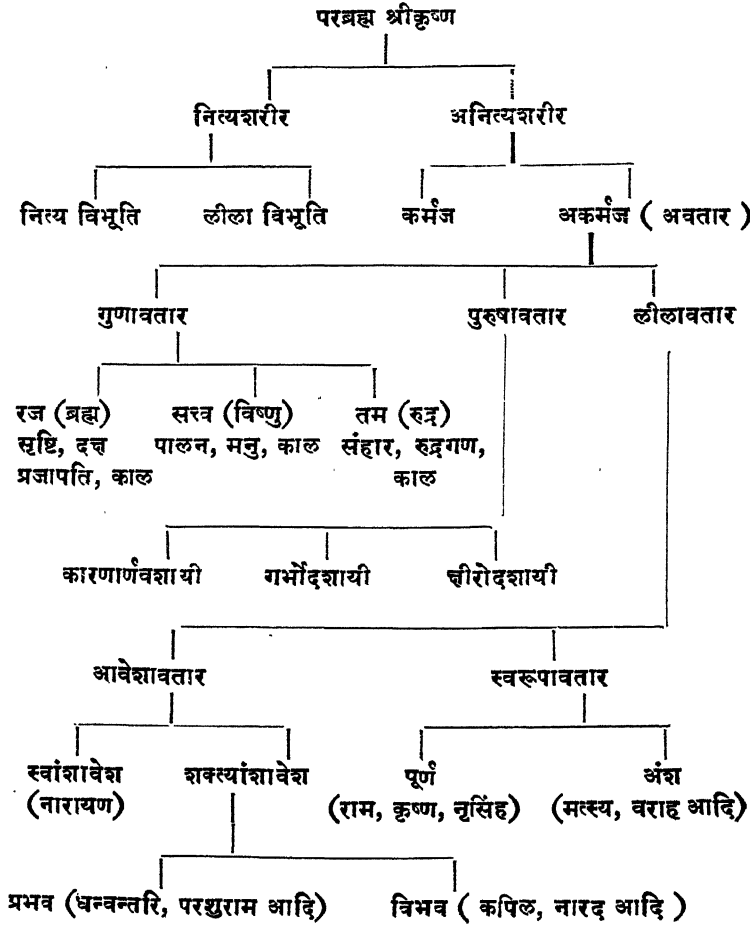 परब्रह्म श्रीकृष्ण
नित्यशरीर अनित्यशरीर
नित्य विभूति लीला विभूति कर्मज अकर्मज ( अवतार )
गुणावतार पुरुषावतार लीलावतार
रज (ब्रह्म) सत्त्व (विष्णु) तम (रुद्र)
सृष्टि, दक्ष पालन, मनु, काल संहार, रुद्रगण,
प्रजापति, काल काल
कारणार्णवशायी गर्भोदशायी क्षीरोदशायी
आवेशावतार स्वरूपावतार
स्वांशावेश शक्त्यांशावेश पूर्ण अंश
(नारायण) (राम, कृष्ण, नृसिंह) (मत्स्य, वराह आदि)
प्रभव (धन्वन्तरि, परशुराम आदि) विभव ( कपिल, नारद आदि )